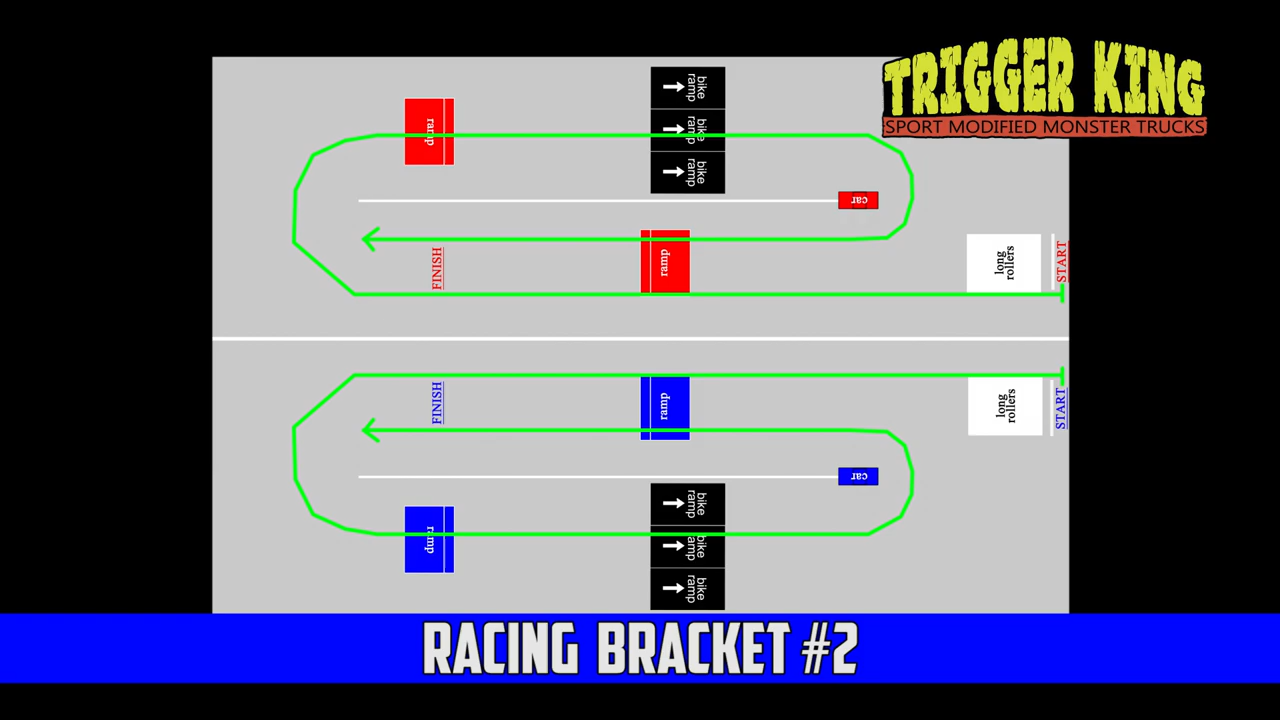 TRIGGER KING
SPORT MODIFIED MONSTER TRUCKS
ramp
bike
ramp
bike
ramp
bike
ramp
car
FINISH
ramp
long
rollers
START
FINISH
ramp
long
rollers
START
car
ramp
bike
ramp
bike
ramp
bike
ramp
RACING BRACKET #2